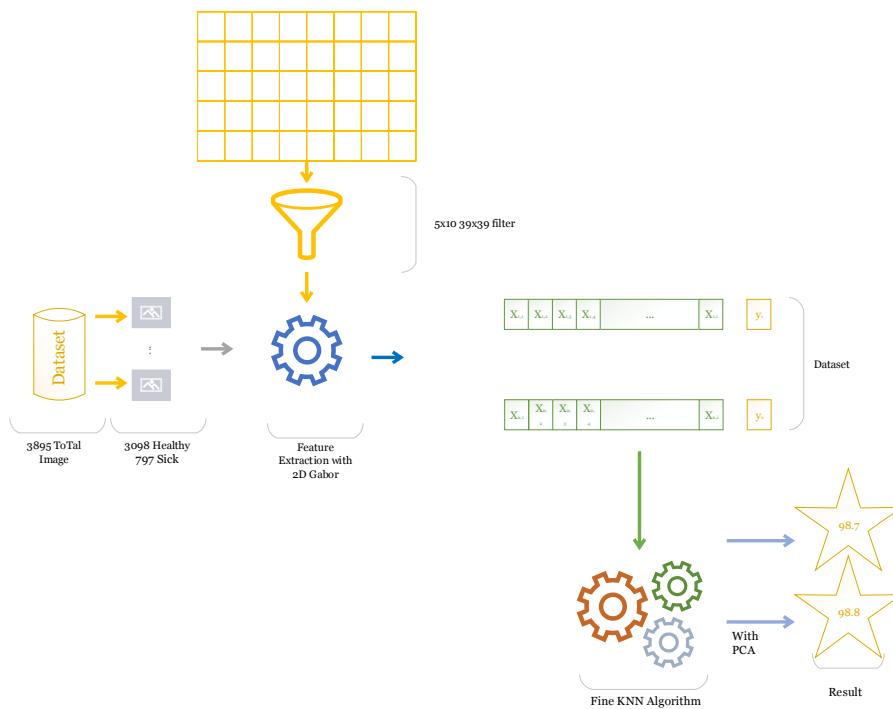 5x10 39x39 filter
Dataset
⋮
3895 ToTal
Image
3098 Healthy
797 Sick
Feature
Extraction with
2D Gabor
X X X X ... X y
X X X X ... X y
Dataset
98.7
98.8
With
PCA
Fine KNN Algorithm
Result